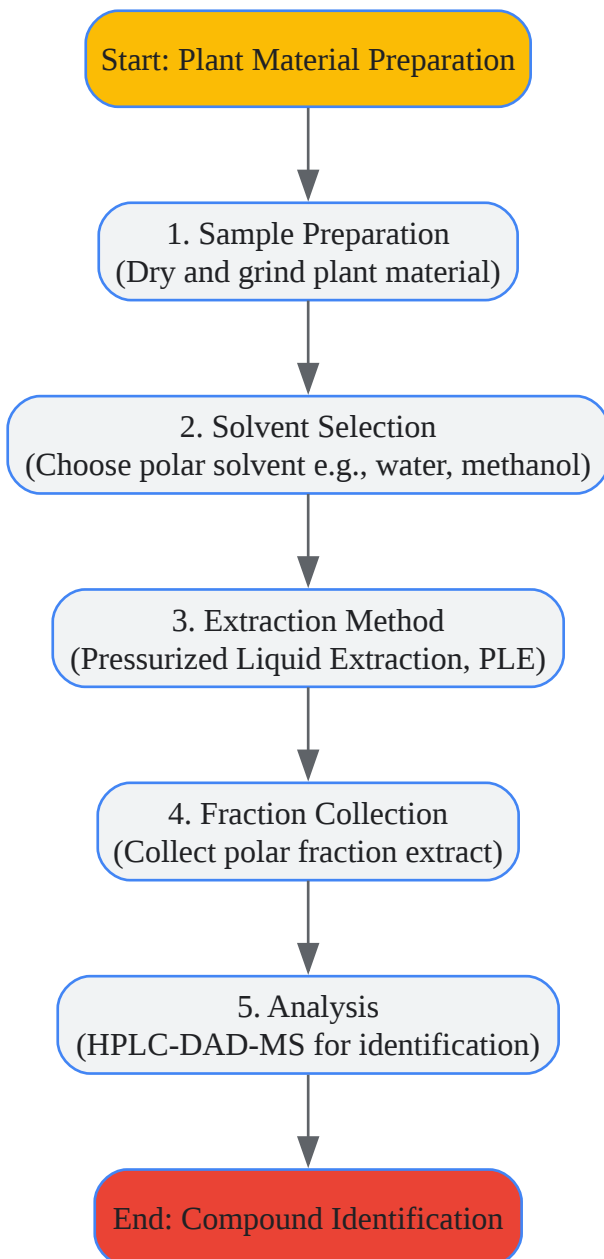 Start: Plant Material Preparation
1. Sample Preparation
(Dry and grind plant material)
2. Solvent Selection
(Choose polar solvent e.g., water, methanol)
3. Extraction Method
(Pressurized Liquid Extraction, PLE)
4. Fraction Collection
(Collect polar fraction extract)
5. Analysis
(HPLC-DAD-MS for identification)
End: Compound Identification